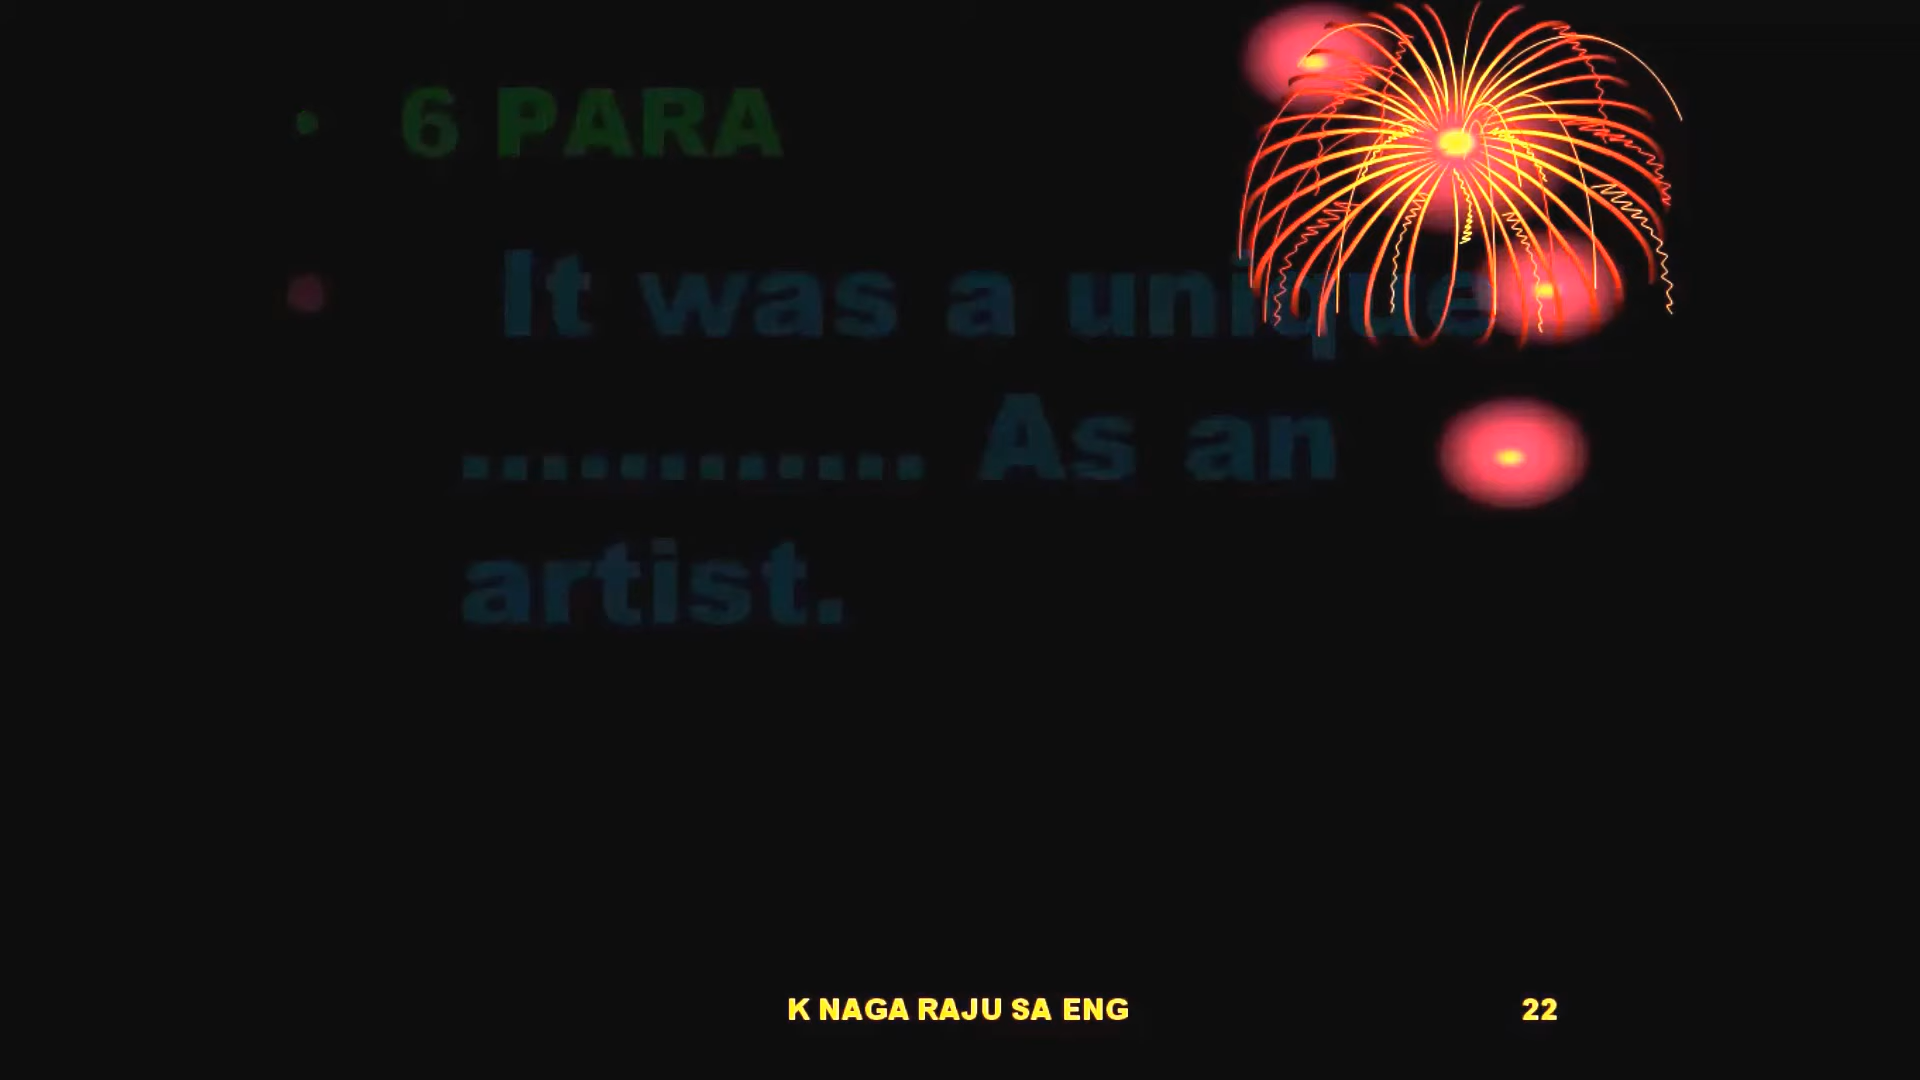 • 6 PARA
• It was a unique
............ As an
artist.
K NAGA RAJU SA ENG
22